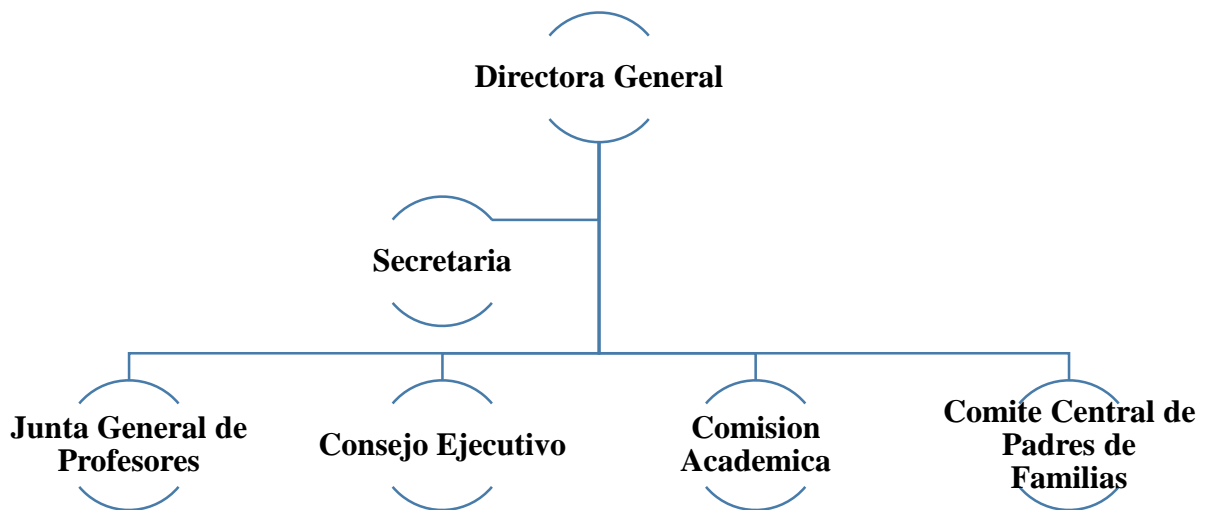 Directora General
Secretaria
Junta General de
Profesores
Consejo Ejecutivo
Comision
Academica
Comite Central de
Padres de
Familias